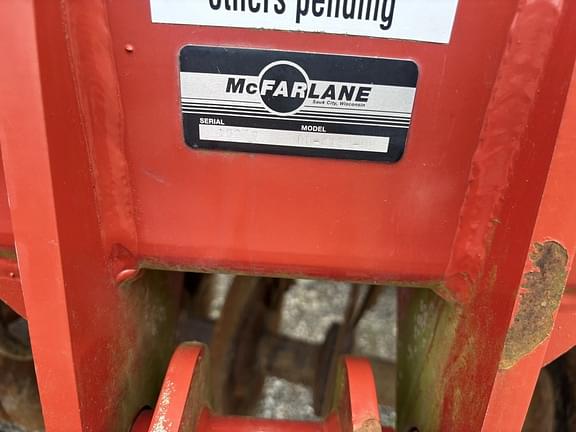 others pending
McFARLANE
Sauk City, Wisconsin
SERIAL MODEL